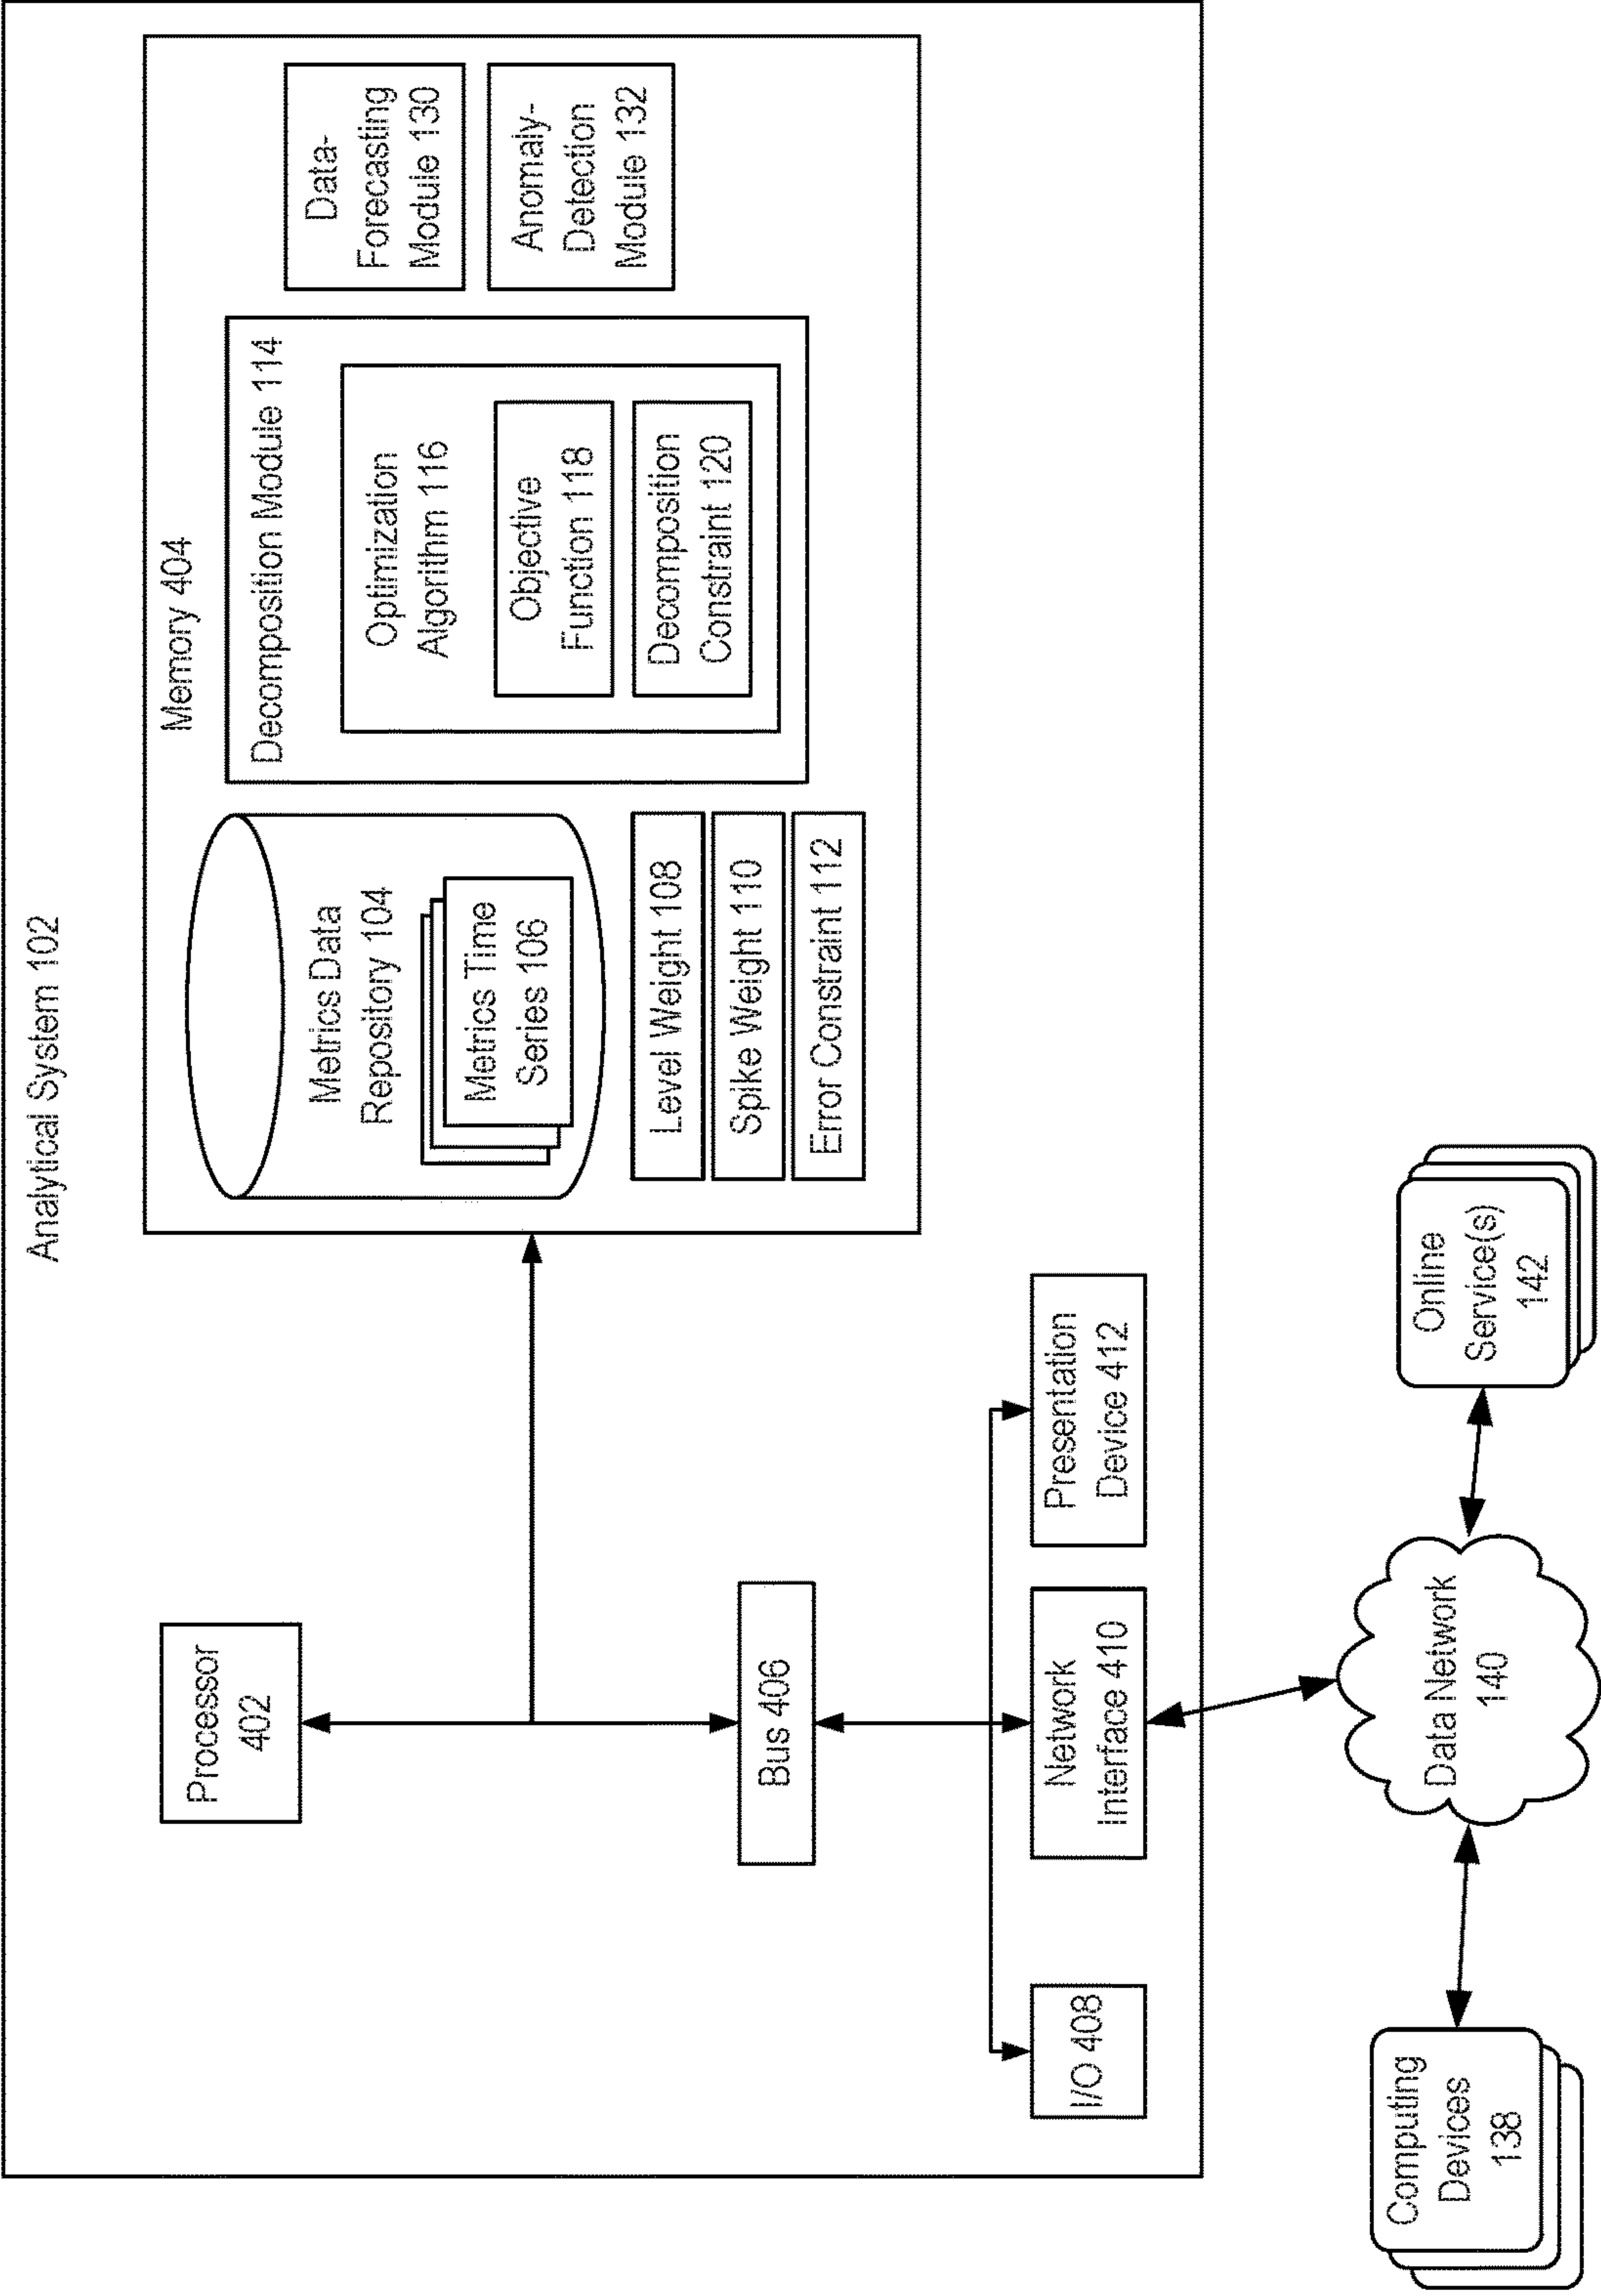 Analytical System 102
Processor
402
Memory 404
Metrics Data
Repository 104
Metrics Time
Series 106
Level Weight 108
Spike Weight 110
Error Constraint 112
Decomposition Module 114
Optimization
Algorithm 116
Objective
Function 118
Decomposition
Constraint 120
Data-
Forecasting
Module 130
Anomaly-
Detection
Module 132
Bus 406
I/O 408
Network
Interface 410
Presentation
Device 412
Computing
Devices
138
Data Network
140
Online
Service(s)
142